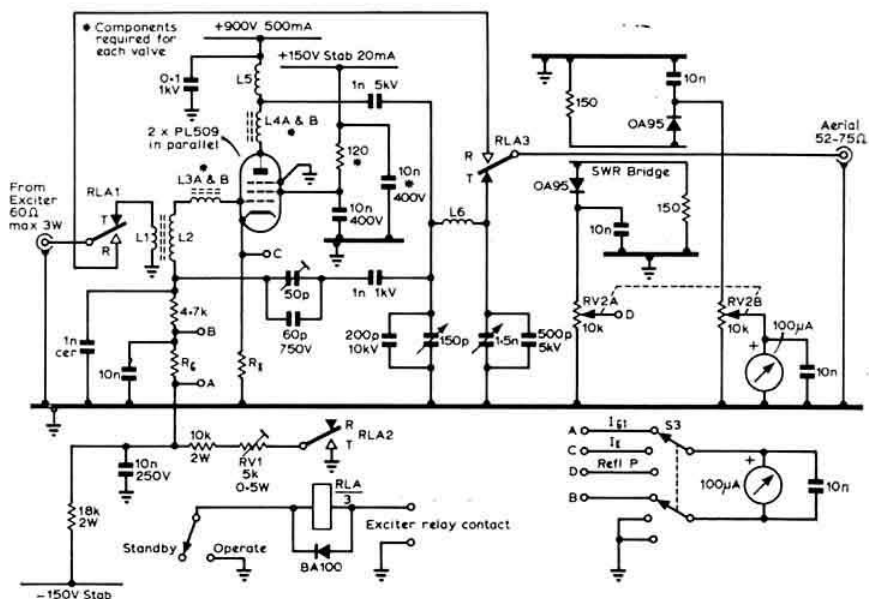 * Components
required for
each valve
+900V 500mA
+150V Stab 20mA
0·1
1kV
L5
1n 5kV
L4A & B
*
2 x PL509
in parallel
*
L3A & B
120
*
10n
*
400V
10n
400V
10n
150
OA95
Aerial
52-75Ω
RLA3
R
T
SWR Bridge
OA95
150
10n
From
Exciter
60Ω
max 3W
RLA1
T
R
L1
L2
L6
C
50p
60p
750V
1n 1kV
4·7k
B
1n
cer
10n
A
200p
10kV
150p
1·5n
500p
5kV
RV2A
10k
D
RV2B
10k
100μA
+
10n
R
T
RLA2
10k
2W
RV1
5k
0·5W
10n
250V
18k
2W
−150V Stab
RLA
3
Exciter relay contact
Standby
Operate
BA100
A
C
D
B
Refl P
S3
+
100μA
10n